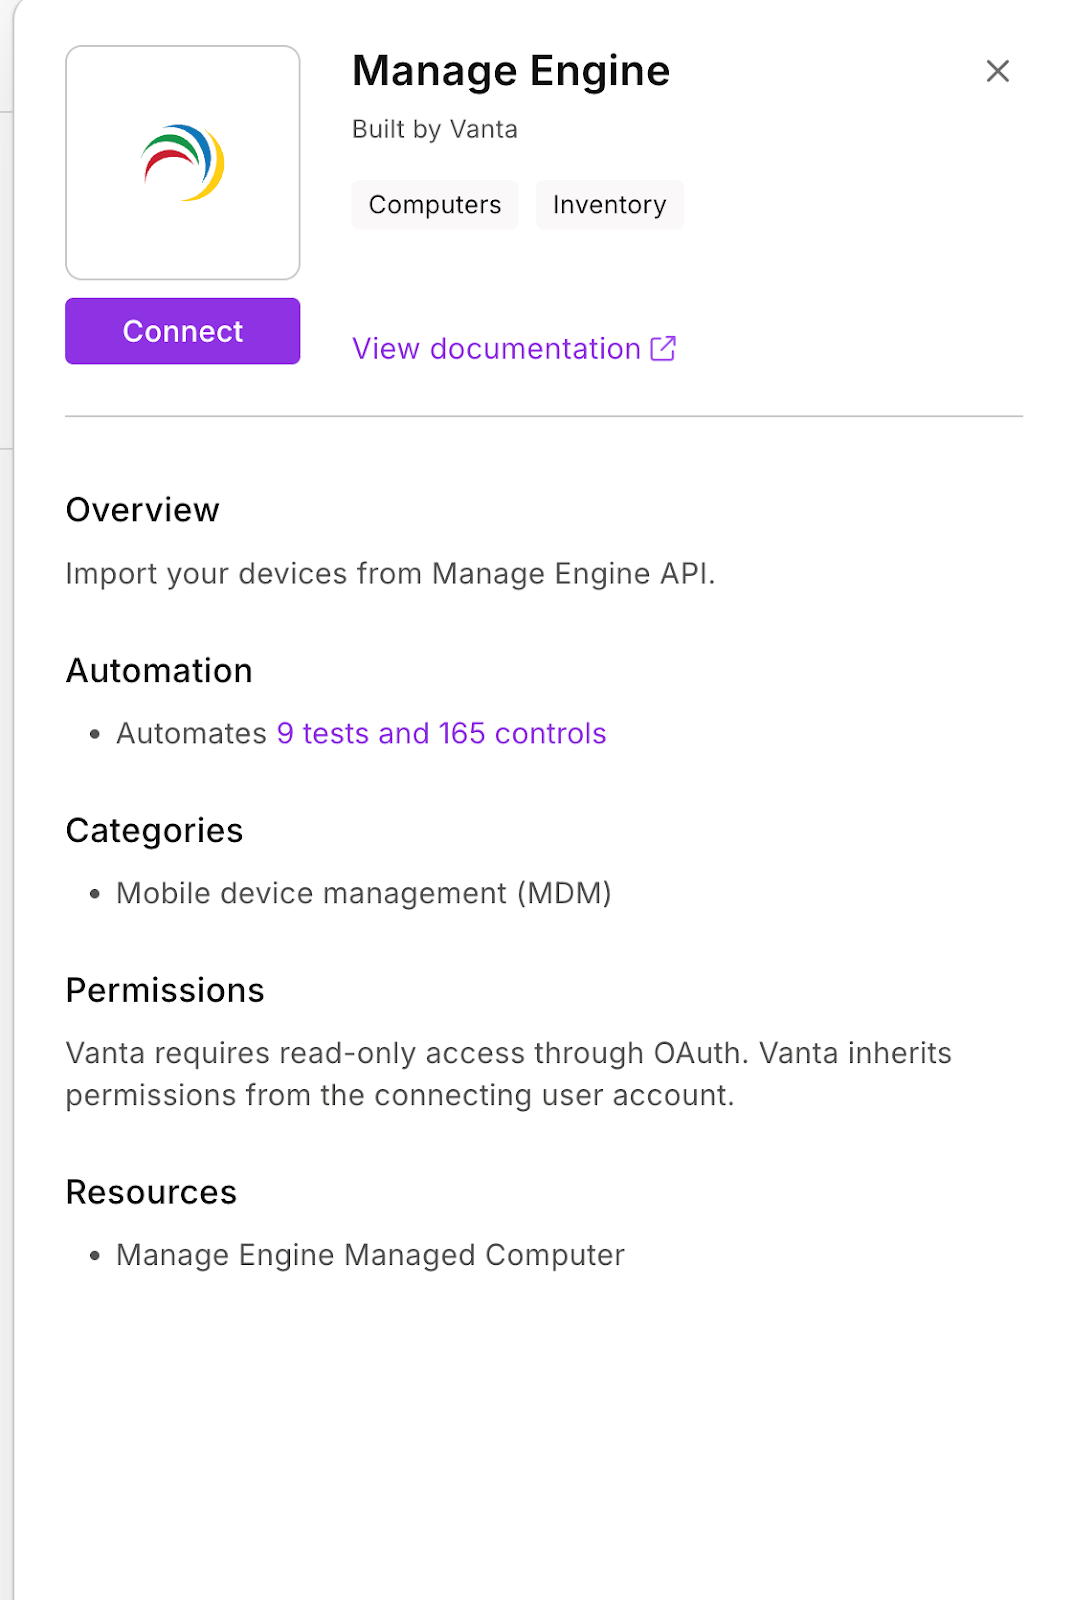 Manage Engine
Built by Vanta
Computers
Inventory
Connect
View documentation
Overview
Import your devices from Manage Engine API.
Automation
• Automates 9 tests and 165 controls
Categories
• Mobile device management (MDM)
Permissions
Vanta requires read-only access through OAuth. Vanta inherits
permissions from the connecting user account.
Resources
• Manage Engine Managed Computer